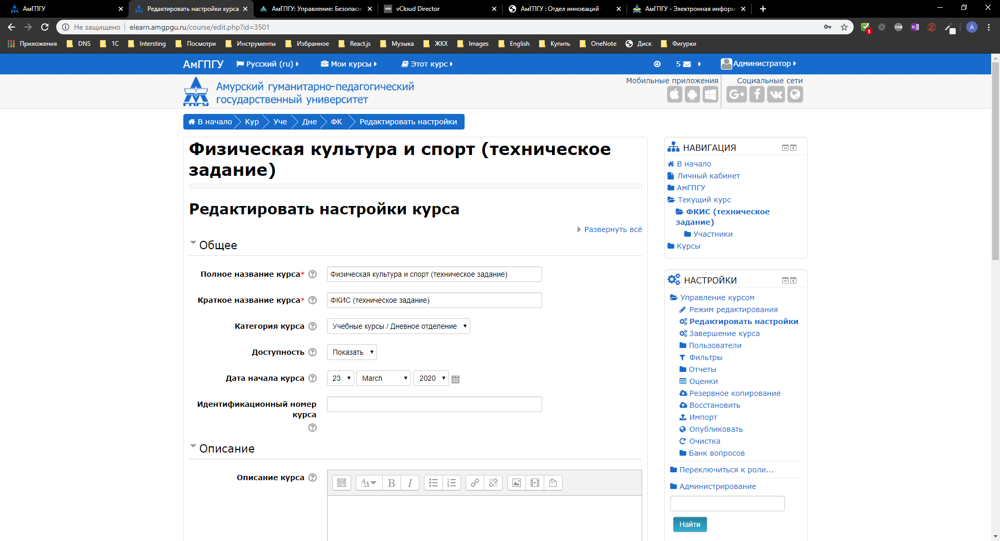 АмГПГУ
Редактировать настройки курса
АмГПГУ: Управление: Безопасн
vCloud Director
АмГПГУ : Отдел инноваций
АмГПГУ - Электронная информ
Не защищено
elearn.amgpgu.ru/course/edit.php?id=3501
1
A
Приложения
DNS
1С
Intersting
Посмотри
Инструменты
Избранное
React.js
Музыка
ЖКХ
Images
English
Купить
OneNote
Диск
Фигурки
АмГПГУ
Русский (ru)
Мои курсы
Этот курс
5
Администратор
Амурский гуманитарно-педагогический
государственный университет
Мобильные приложения
Социальные сети
В начало
Кур
Уче
Дне
ФК
Редактировать настройки
Физическая культура и спорт (техническое
задание)
Редактировать настройки курса
Развернуть всё
Общее
Полное название курса*
Физическая культура и спорт (техническое задание)
Краткое название курса*
ФКИС (техническое задание)
Категория курса
Учебные курсы / Дневное отделение
Доступность
Показать
Дата начала курса
23
March
2020
Идентификационный номер
курса
Описание
Описание курса
НАВИГАЦИЯ
В начало
Личный кабинет
АмГПГУ
Текущий курс
ФКИС (техническое
задание)
Участники
Курсы
НАСТРОЙКИ
Управление курсом
Режим редактирования
Редактировать настройки
Завершение курса
Пользователи
Фильтры
Отчеты
Оценки
Резервное копирование
Восстановить
Импорт
Опубликовать
Очистка
Банк вопросов
Переключиться к роли...
Администрирование
Найти